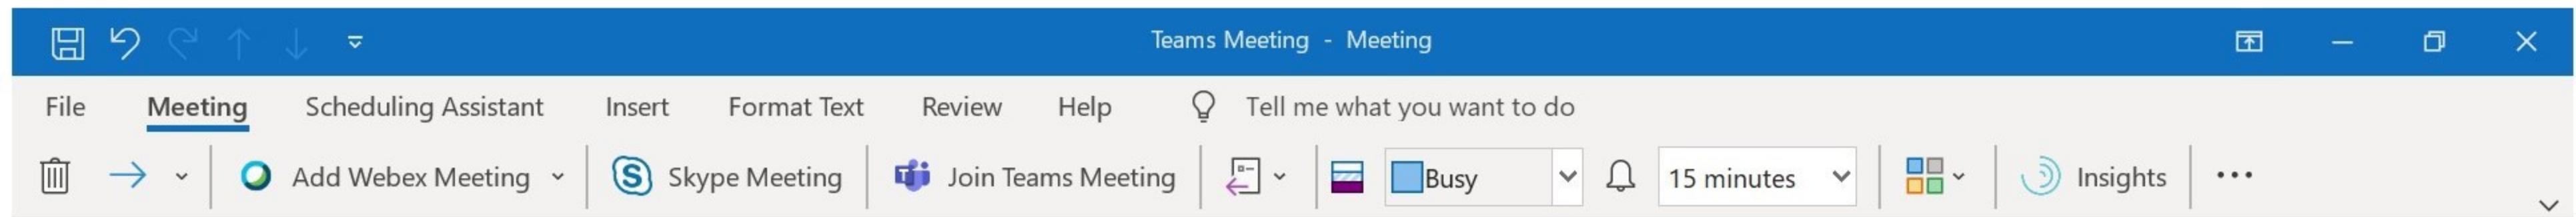 Teams Meeting - Meeting
File Meeting Scheduling Assistant Insert Format Text Review Help Tell me what you want to do
Add Webex Meeting Skype Meeting Join Teams Meeting Busy 15 minutes Insights